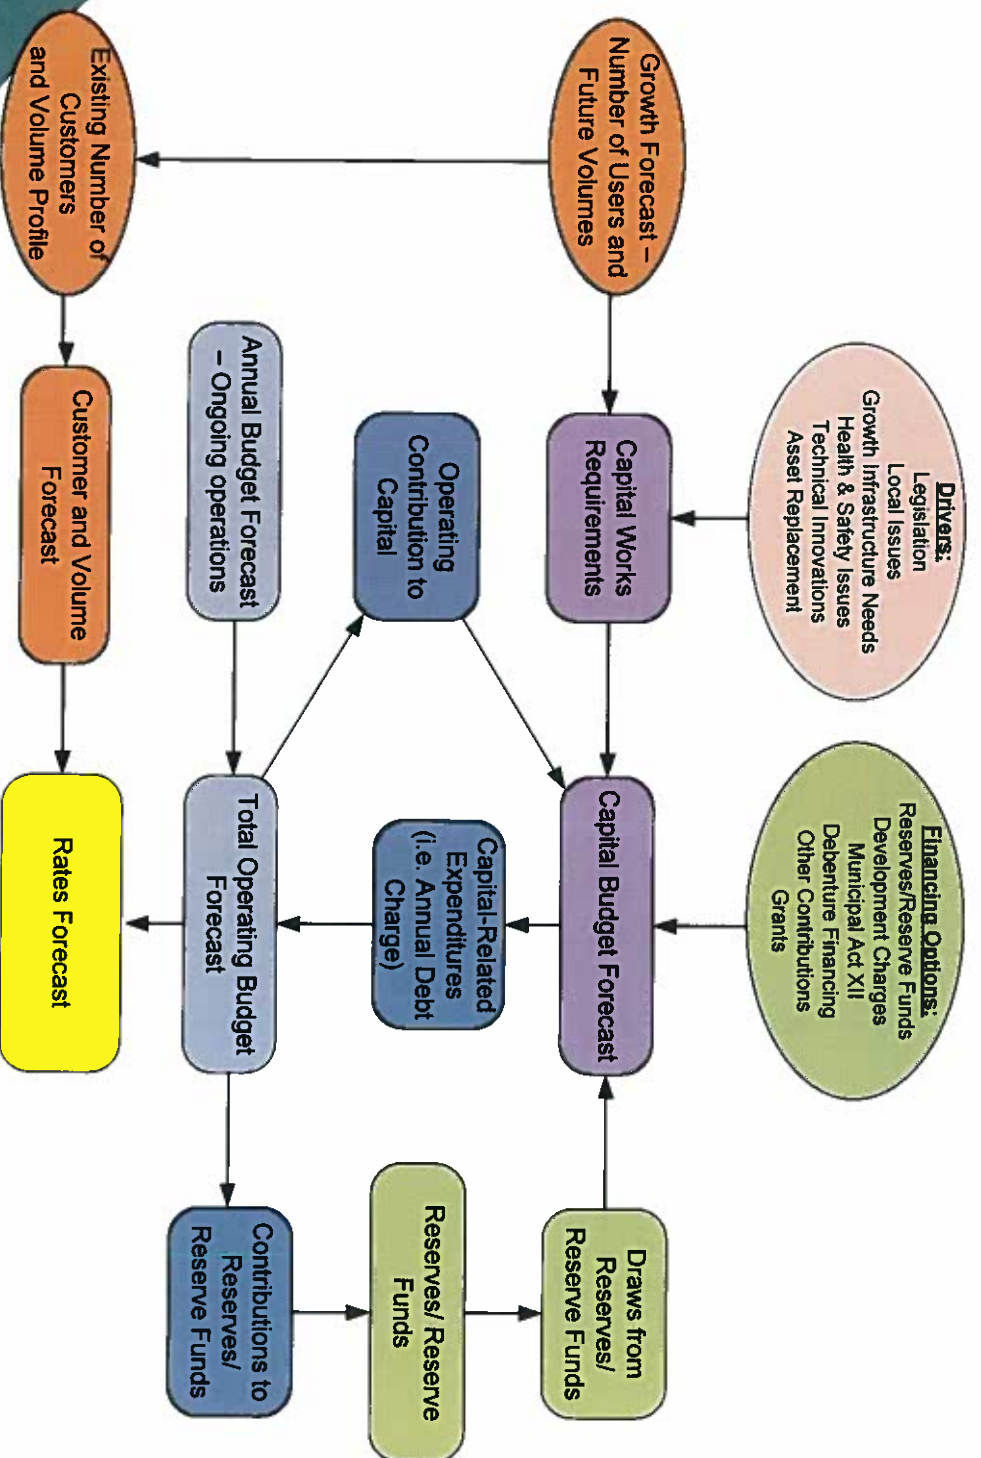 Drivers:
Legislation
Local Issues
Growth Infrastructure Needs
Health & Safety Issues
Technical Innovations
Asset Replacement
Financing Options:
Reserves/Reserve Funds
Development Charges
Municipal Act XII
Debenture Financing
Other Contributions
Grants
Growth Forecast –
Number of Users and
Future Volumes
Capital Works
Requirements
Capital Budget Forecast
Draws from
Reserves/
Reserve Funds
Operating
Contribution to
Capital
Capital-Related
Expenditures
(i.e. Annual Debt
Charge)
Reserves/ Reserve
Funds
Annual Budget Forecast
– Ongoing operations
Total Operating Budget
Forecast
Contributions to
Reserves/
Reserve Funds
Existing Number of
Customers
and Volume Profile
Customer and Volume
Forecast
Rates Forecast